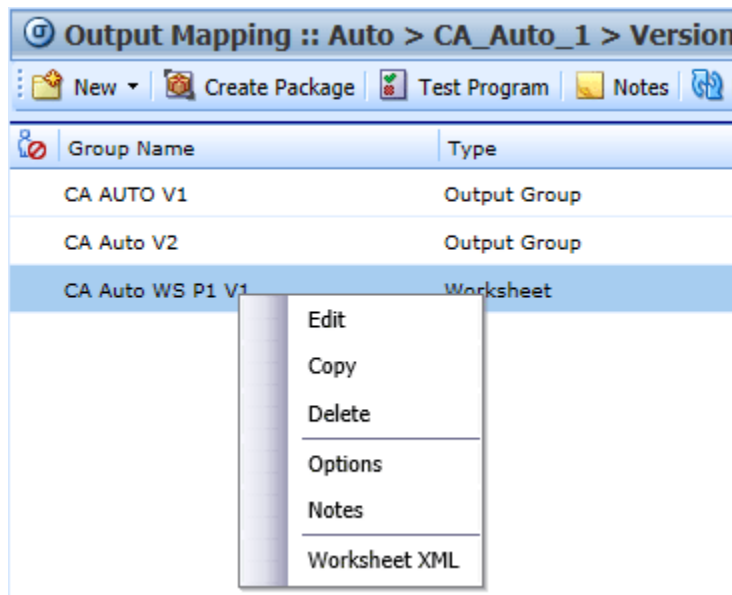 Output Mapping :: Auto > CA_Auto_1 > Version
New Create Package Test Program Notes
Group Name Type
CA AUTO V1 Output Group
CA Auto V2 Output Group
CA Auto WS P1 V1 Worksheet
Edit
Copy
Delete
Options
Notes
Worksheet XML